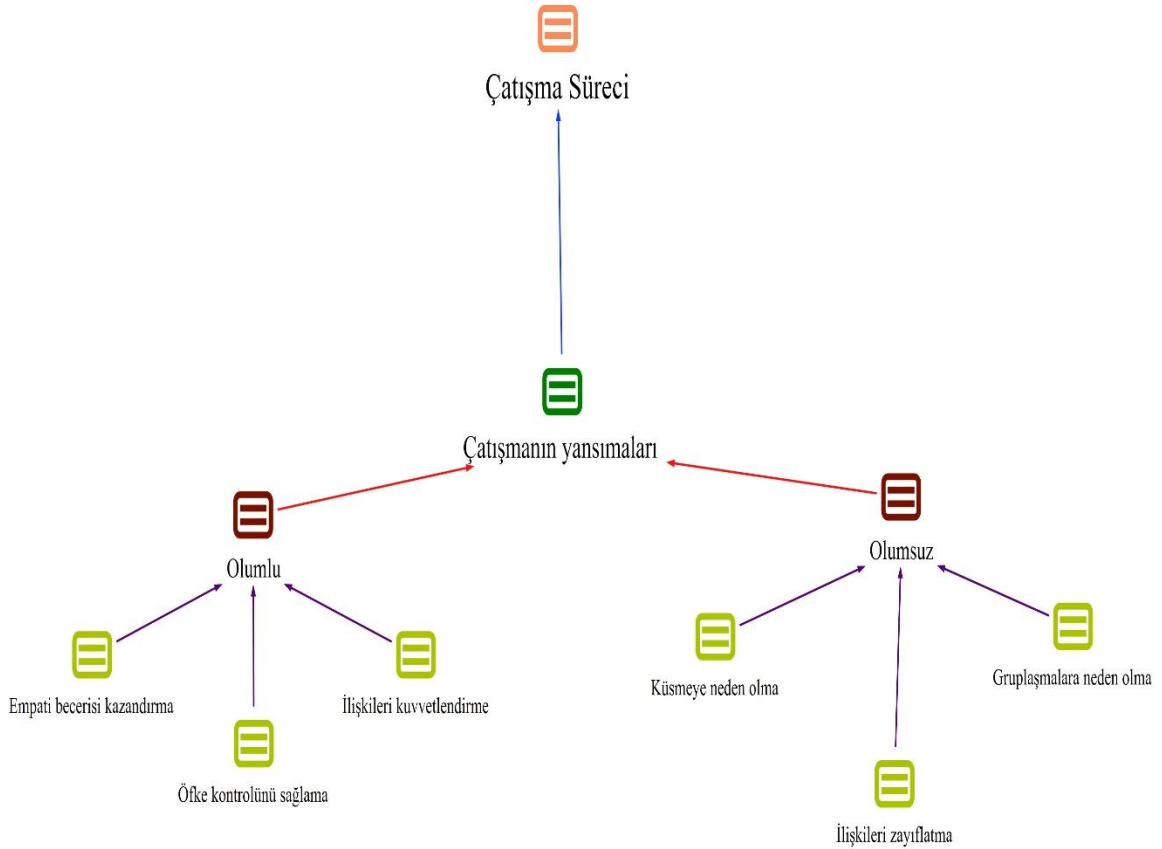 Çatışma Süreci
Çatışmanın yansımaları
Olumlu
Olumsuz
Empati becerisi kazandırma
İlişkileri kuvvetlendirme
Öfke kontrolünü sağlama
Küsmeye neden olma
Gruplaşmalara neden olma
İlişkileri zayıflatma